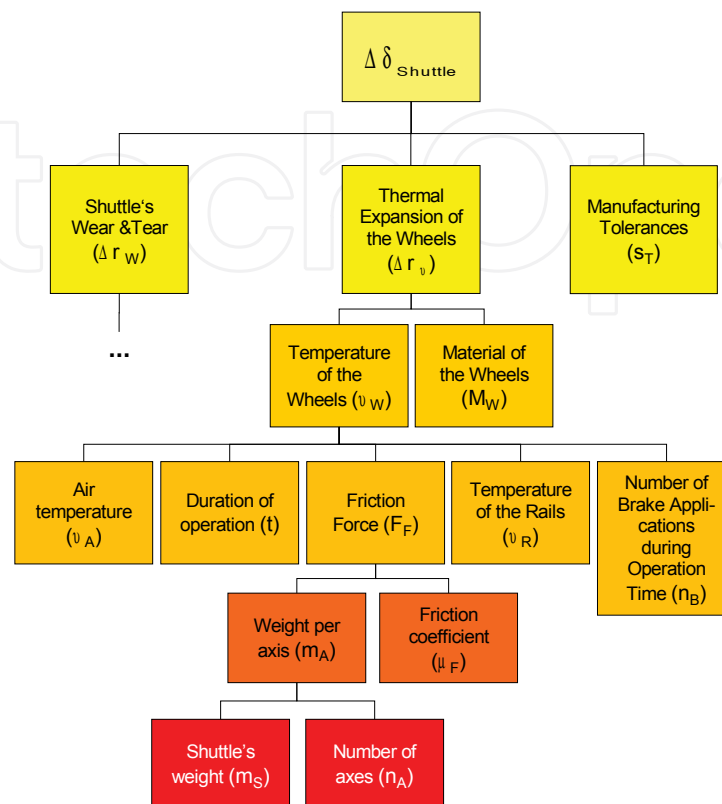 Δ δ Shuttle
Shuttle‘s
Wear &Tear
(Δ r W)
Thermal
Expansion of
the Wheels
(Δ r υ)
Manufacturing
Tolerances
(sT)
...
Temperature
of the
Wheels (υ W)
Material of
the Wheels
(MW)
Air
temperature
(υ A)
Duration of
operation (t)
Friction
Force (FF)
Temperature
of the Rails
(υ R)
Number of
Brake Appli-
cations
during
Operation
Time (nB)
Weight per
axis (mA)
Friction
coefficient
(μ F)
Shuttle’s
weight (mS)
Number of
axes (nA)